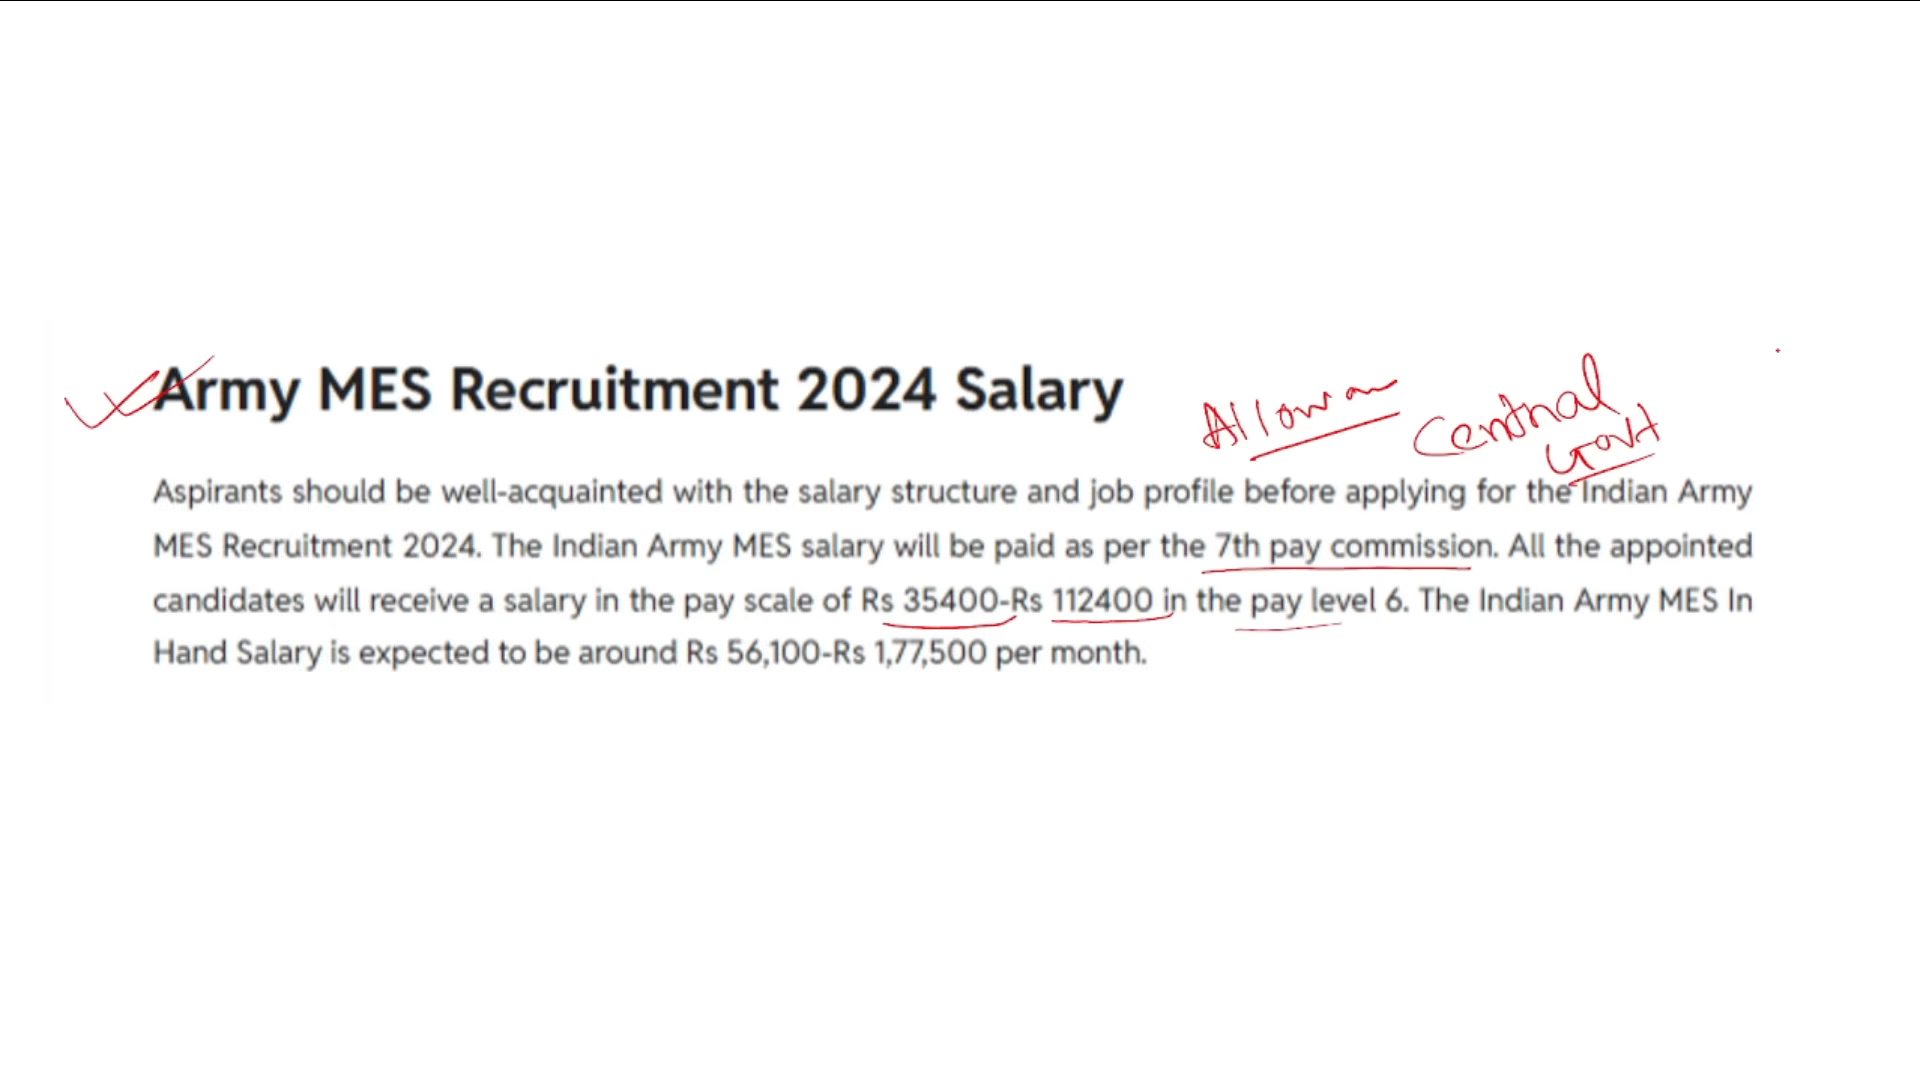 Army MES Recruitment 2024 Salary
Allowan
Central
Govt
Aspirants should be well-acquainted with the salary structure and job profile before applying for the Indian Army
MES Recruitment 2024. The Indian Army MES salary will be paid as per the 7th pay commission. All the appointed
candidates will receive a salary in the pay scale of Rs 35400-Rs 112400 in the pay level 6. The Indian Army MES In
Hand Salary is expected to be around Rs 56,100-Rs 1,77,500 per month.